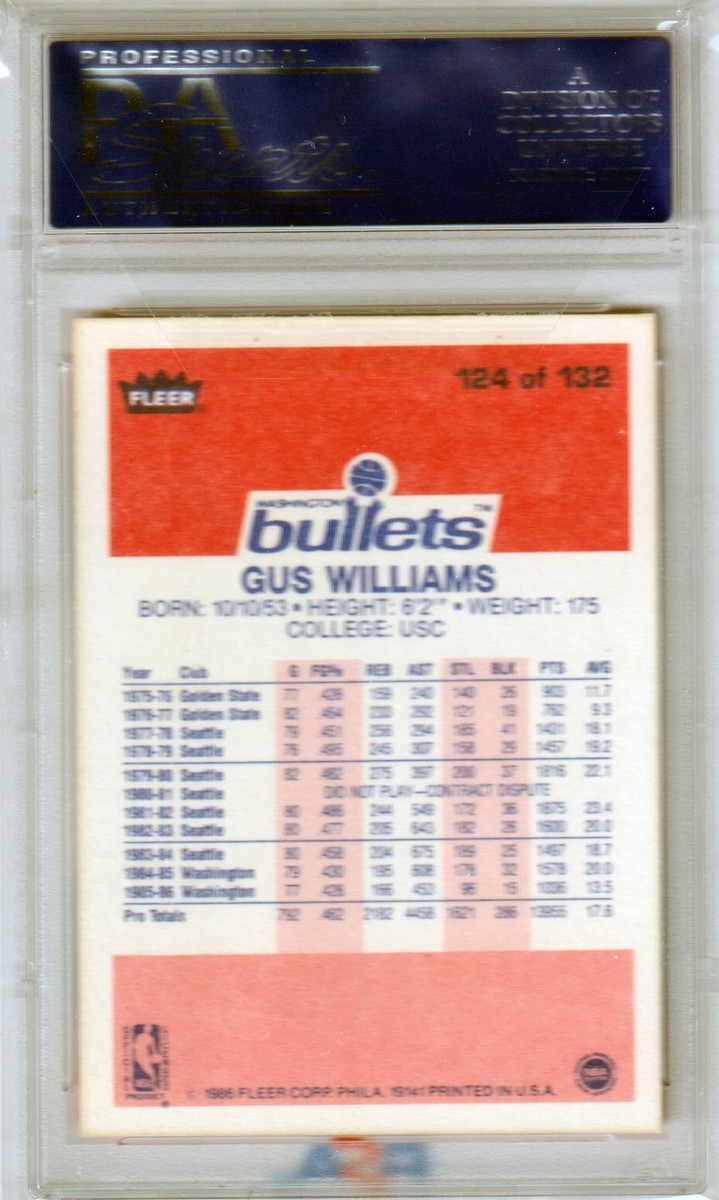 PROFESSIONAL
A
DIVISION OF
COLLECTORS
UNIVERSE
FLEER
124 of 132
WASHINGTON
bullets™
GUS WILLIAMS
BORN: 10/10/53 • HEIGHT: 6'2" • WEIGHT: 175
COLLEGE: USC
Year Club G FG% REB AST STL BLK PTS AVG
1975-76 Golden State 77 .428 159 240 140 26 903 11.7
1976-77 Golden State 82 .464 233 292 121 19 762 9.3
1977-78 Seattle 79 .451 256 294 185 41 1431 18.1
1978-79 Seattle 76 .495 245 307 158 29 1457 19.2
1979-80 Seattle 82 .482 275 397 200 37 1816 22.1
1980-81 Seattle DID NOT PLAY—CONTRACT DISPUTE
1981-82 Seattle 80 .486 244 549 172 36 1875 23.4
1982-83 Seattle 80 .477 205 643 182 26 1600 20.0
1983-84 Seattle 80 .458 204 675 189 25 1497 18.7
1984-85 Washington 79 .430 195 608 178 32 1578 20.0
1985-86 Washington 77 .428 166 453 96 15 1036 13.5
Pro Totals 792 .462 2182 4458 1621 286 13955 17.6
© 1986 FLEER CORP. PHILA. 19141 PRINTED IN U.S.A.